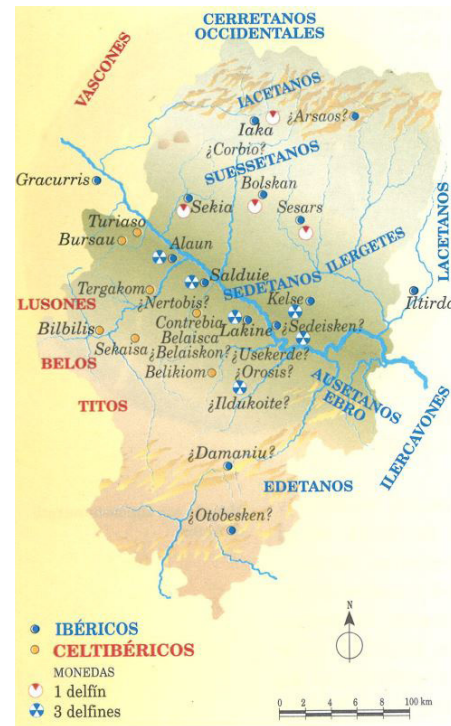 CERRETANOS
OCCIDENTALES
VASCONES
IACETANOS
Iaka
¿Arsaos?
¿Corbio?
SUESSETANOS
Gracurris
Bolskan
Sekia
Sesars
LACETANOS
Turiaso
Bursau
Alaun
ILERGETES
Salduie
SEDETANOS
Tergakom
Kelse
Iltirda
LUSONES
¿Nertobis?
Contrebia
Belaisca
Lakine
¿Sedeisken?
Bilbilis
Sekaisa
¿Belaiskon?
¿Usekerde?
BELOS
Belikiom
¿Orosis?
AUSETANOS
EBRO
TITOS
¿Ildukoite?
ILERCAVONES
¿Damaniu?
EDETANOS
¿Otobesken?
IBÉRICOS
CELTIBÉRICOS
MONEDAS
1 delfín
3 delfines
N
0 2 4 6 8 100 km